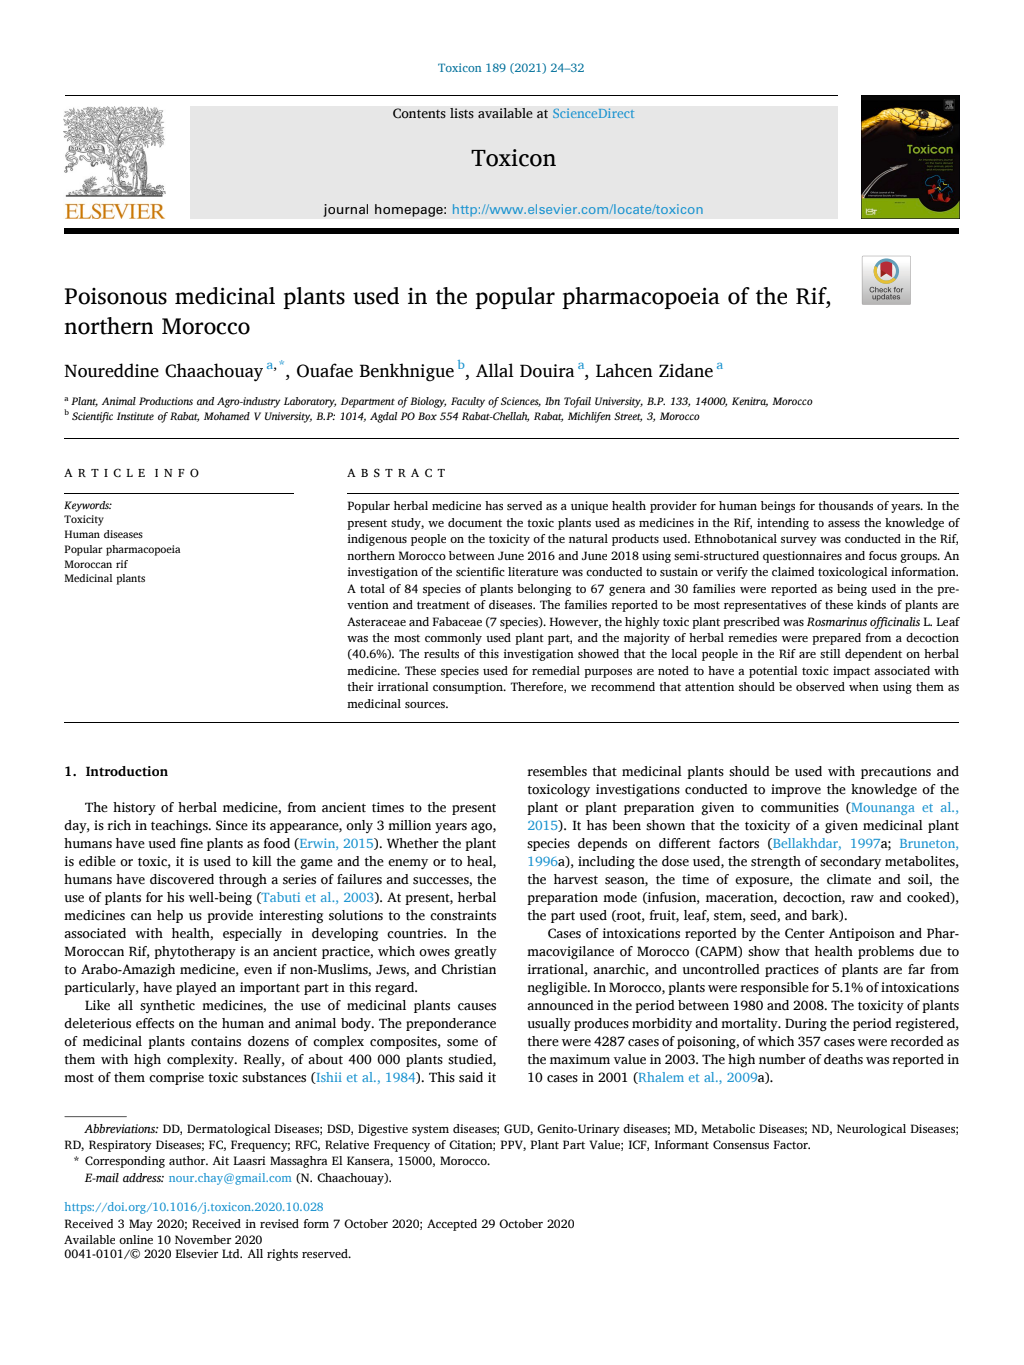 Toxicon 189 (2021) 24–32
Contents lists available at ScienceDirect
Toxicon
journal homepage: http://www.elsevier.com/locate/toxicon
ELSEVIER
Toxicon
Check for
updates
Poisonous medicinal plants used in the popular pharmacopoeia of the Rif,
northern Morocco
Noureddine Chaachouay a,*, Ouafae Benkhnigue b, Allal Douira a, Lahcen Zidane a
a Plant, Animal Productions and Agro-industry Laboratory, Department of Biology, Faculty of Sciences, Ibn Tofail University, B.P. 133, 14000, Kenitra, Morocco
b Scientific Institute of Rabat, Mohamed V University, B.P: 1014, Agdal PO Box 554 Rabat-Chellah, Rabat, Michlifen Street, 3, Morocco
ARTICLE INFO
Keywords:
Toxicity
Human diseases
Popular pharmacopoeia
Moroccan rif
Medicinal plants
ABSTRACT
Popular herbal medicine has served as a unique health provider for human beings for thousands of years. In the
present study, we document the toxic plants used as medicines in the Rif, intending to assess the knowledge of
indigenous people on the toxicity of the natural products used. Ethnobotanical survey was conducted in the Rif,
northern Morocco between June 2016 and June 2018 using semi-structured questionnaires and focus groups. An
investigation of the scientific literature was conducted to sustain or verify the claimed toxicological information.
A total of 84 species of plants belonging to 67 genera and 30 families were reported as being used in the pre-
vention and treatment of diseases. The families reported to be most representatives of these kinds of plants are
Asteraceae and Fabaceae (7 species). However, the highly toxic plant prescribed was Rosmarinus officinalis L. Leaf
was the most commonly used plant part, and the majority of herbal remedies were prepared from a decoction
(40.6%). The results of this investigation showed that the local people in the Rif are still dependent on herbal
medicine. These species used for remedial purposes are noted to have a potential toxic impact associated with
their irrational consumption. Therefore, we recommend that attention should be observed when using them as
medicinal sources.
1. Introduction
The history of herbal medicine, from ancient times to the present
day, is rich in teachings. Since its appearance, only 3 million years ago,
humans have used fine plants as food (Erwin, 2015). Whether the plant
is edible or toxic, it is used to kill the game and the enemy or to heal,
humans have discovered through a series of failures and successes, the
use of plants for his well-being (Tabuti et al., 2003). At present, herbal
medicines can help us provide interesting solutions to the constraints
associated with health, especially in developing countries. In the
Moroccan Rif, phytotherapy is an ancient practice, which owes greatly
to Arabo-Amazigh medicine, even if non-Muslims, Jews, and Christian
particularly, have played an important part in this regard.
Like all synthetic medicines, the use of medicinal plants causes
deleterious effects on the human and animal body. The preponderance
of medicinal plants contains dozens of complex composites, some of
them with high complexity. Really, of about 400 000 plants studied,
most of them comprise toxic substances (Ishii et al., 1984). This said it
resembles that medicinal plants should be used with precautions and
toxicology investigations conducted to improve the knowledge of the
plant or plant preparation given to communities (Mounanga et al.,
2015). It has been shown that the toxicity of a given medicinal plant
species depends on different factors (Bellakhdar, 1997a; Bruneton,
1996a), including the dose used, the strength of secondary metabolites,
the harvest season, the time of exposure, the climate and soil, the
preparation mode (infusion, maceration, decoction, raw and cooked),
the part used (root, fruit, leaf, stem, seed, and bark).
Cases of intoxications reported by the Center Antipoison and Phar-
macovigilance of Morocco (CAPM) show that health problems due to
irrational, anarchic, and uncontrolled practices of plants are far from
negligible. In Morocco, plants were responsible for 5.1% of intoxications
announced in the period between 1980 and 2008. The toxicity of plants
usually produces morbidity and mortality. During the period registered,
there were 4287 cases of poisoning, of which 357 cases were recorded as
the maximum value in 2003. The high number of deaths was reported in
10 cases in 2001 (Rhalem et al., 2009a).
Abbreviations: DD, Dermatological Diseases; DSD, Digestive system diseases; GUD, Genito-Urinary diseases; MD, Metabolic Diseases; ND, Neurological Diseases;
RD, Respiratory Diseases; FC, Frequency; RFC, Relative Frequency of Citation; PPV, Plant Part Value; ICF, Informant Consensus Factor.
* Corresponding author. Ait Laasri Massaghra El Kansera, 15000, Morocco.
E-mail address: nour.chay@gmail.com (N. Chaachouay).
https://doi.org/10.1016/j.toxicon.2020.10.028
Received 3 May 2020; Received in revised form 7 October 2020; Accepted 29 October 2020
Available online 10 November 2020
0041-0101/© 2020 Elsevier Ltd. All rights reserved.